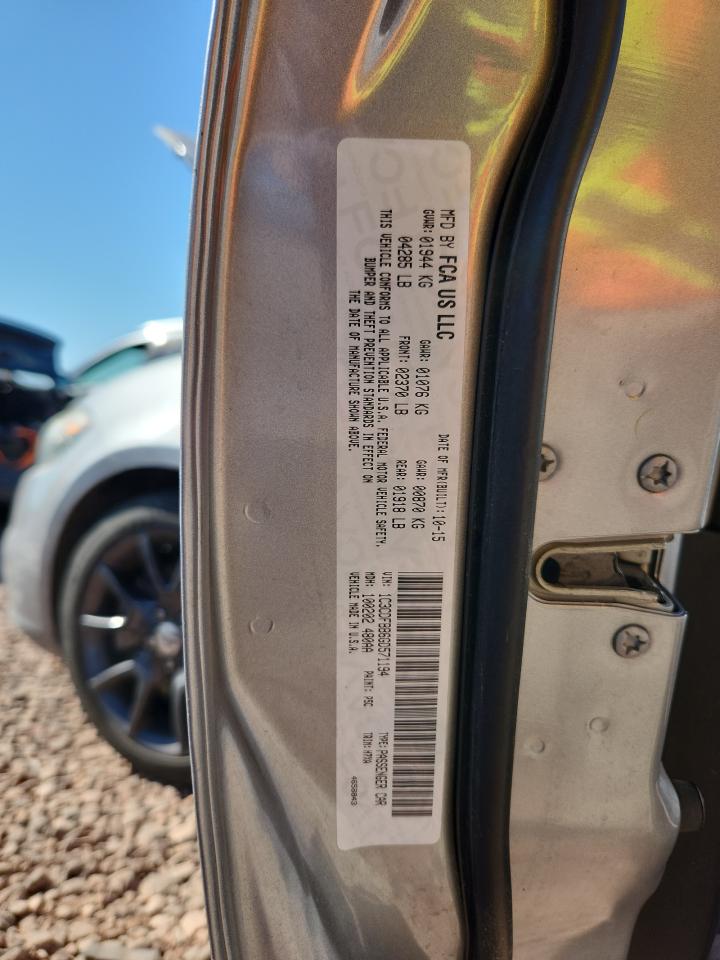 MFD BY FCA US LLC
DATE OF MFR(BUILT): 10-15
GVWR: 01944 KG GAWR: 01076 KG GAWR: 00870 KG
04285 LB FRONT: 02370 LB REAR: 01918 LB
THIS VEHICLE CONFORMS TO ALL APPLICABLE U.S.A. FEDERAL MOTOR VEHICLE SAFETY,
BUMPER AND THEFT PREVENTION STANDARDS IN EFFECT ON
THE DATE OF MANUFACTURE SHOWN ABOVE.
VIN: 1C3CDFBB6GD571194 TYPE: PASSENGER CAR
MDH: 100202 480AA PAINT: PSC TRIM: H7XA
VEHICLE MADE IN U.S.A. 4658843